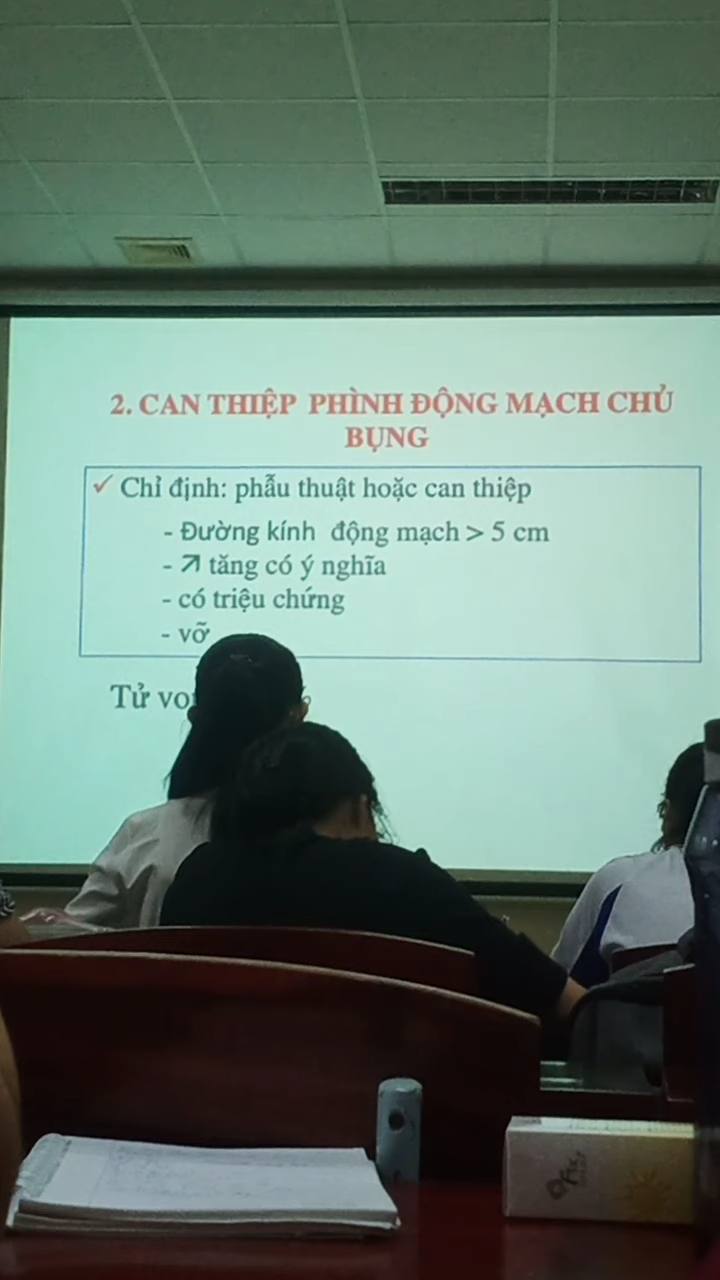 2. CAN THIỆP PHÌNH ĐỘNG MẠCH CHỦ
BỤNG
✓ Chỉ định: phẫu thuật hoặc can thiệp
- Đường kính động mạch > 5 cm
- ↗ tăng có ý nghĩa
- có triệu chứng
- vỡ
Tử